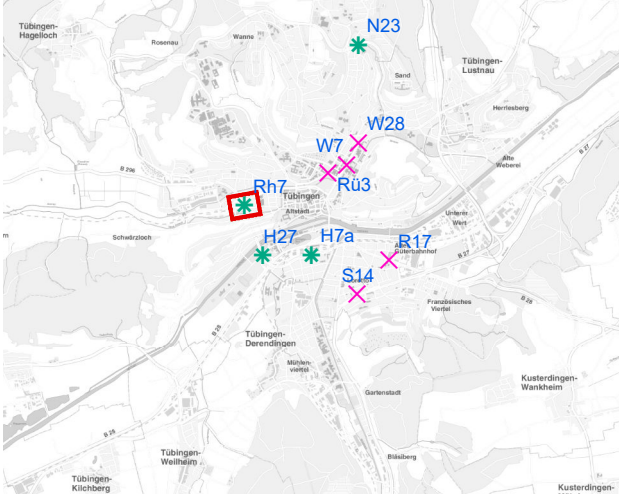 Tübingen-
Hagelloch
Rosenau
Wanne
N23
Sand
Tübingen-
Lustnau
Herrlesberg
W28
W7
Rü3
Alte
Weberei
B 27
B 296
Rh7
Tübingen
Altstadt
Schwärzloch
Unterer
Wert
H27
H7a
R17
Güterbahnhof
B 27
S14
B 28
Französisches
Viertel
B 28
Tübingen-
Derendingen
Mühlen-
viertel
Gartenstadt
Kusterdingen-
Wankheim
B 28
Tübingen-
Weilheim
Bläsiberg
Tübingen-
Kilchberg
Kusterdingen-